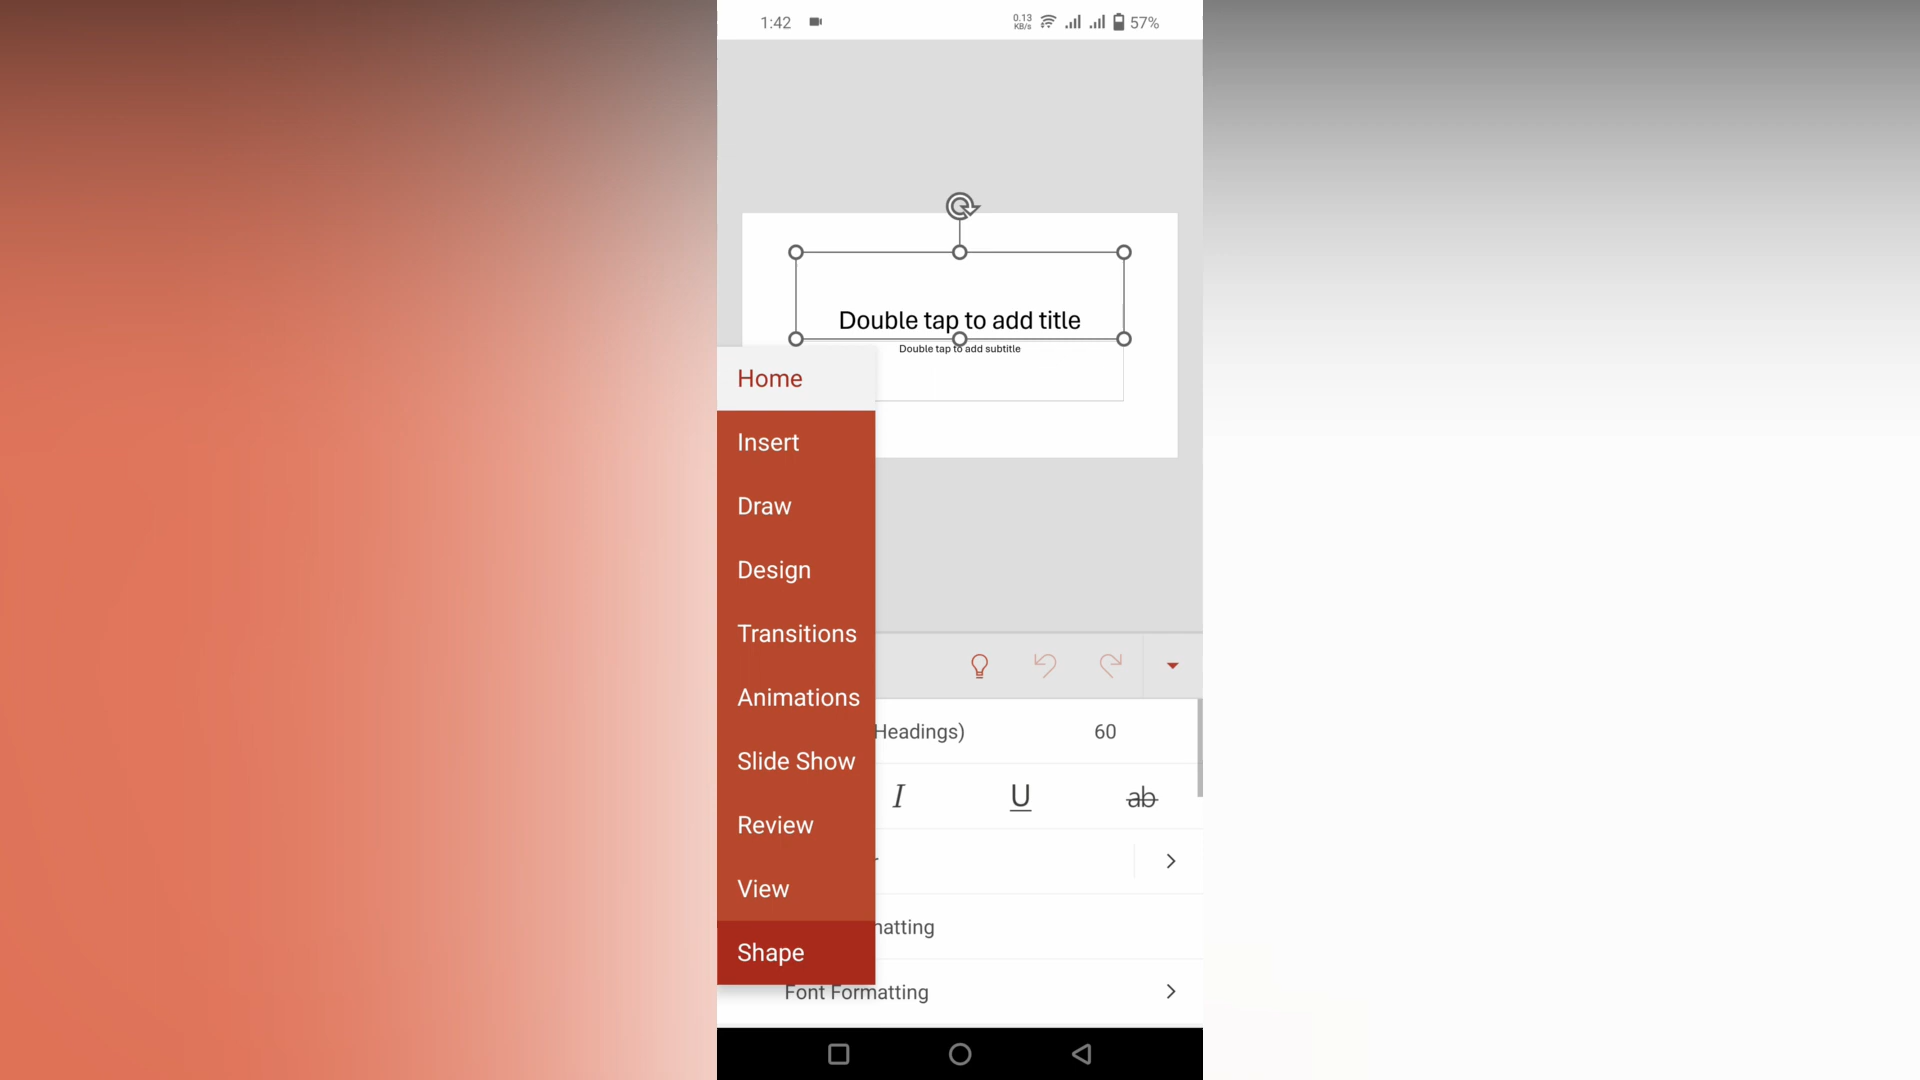 1:42
0.13
KB/s
57%
Double tap to add title
Double tap to add subtitle
Home
Insert
Draw
Design
Transitions
Animations
Slide Show
Review
View
Shape
Headings)
60
I
U
ab
matting
Font Formatting